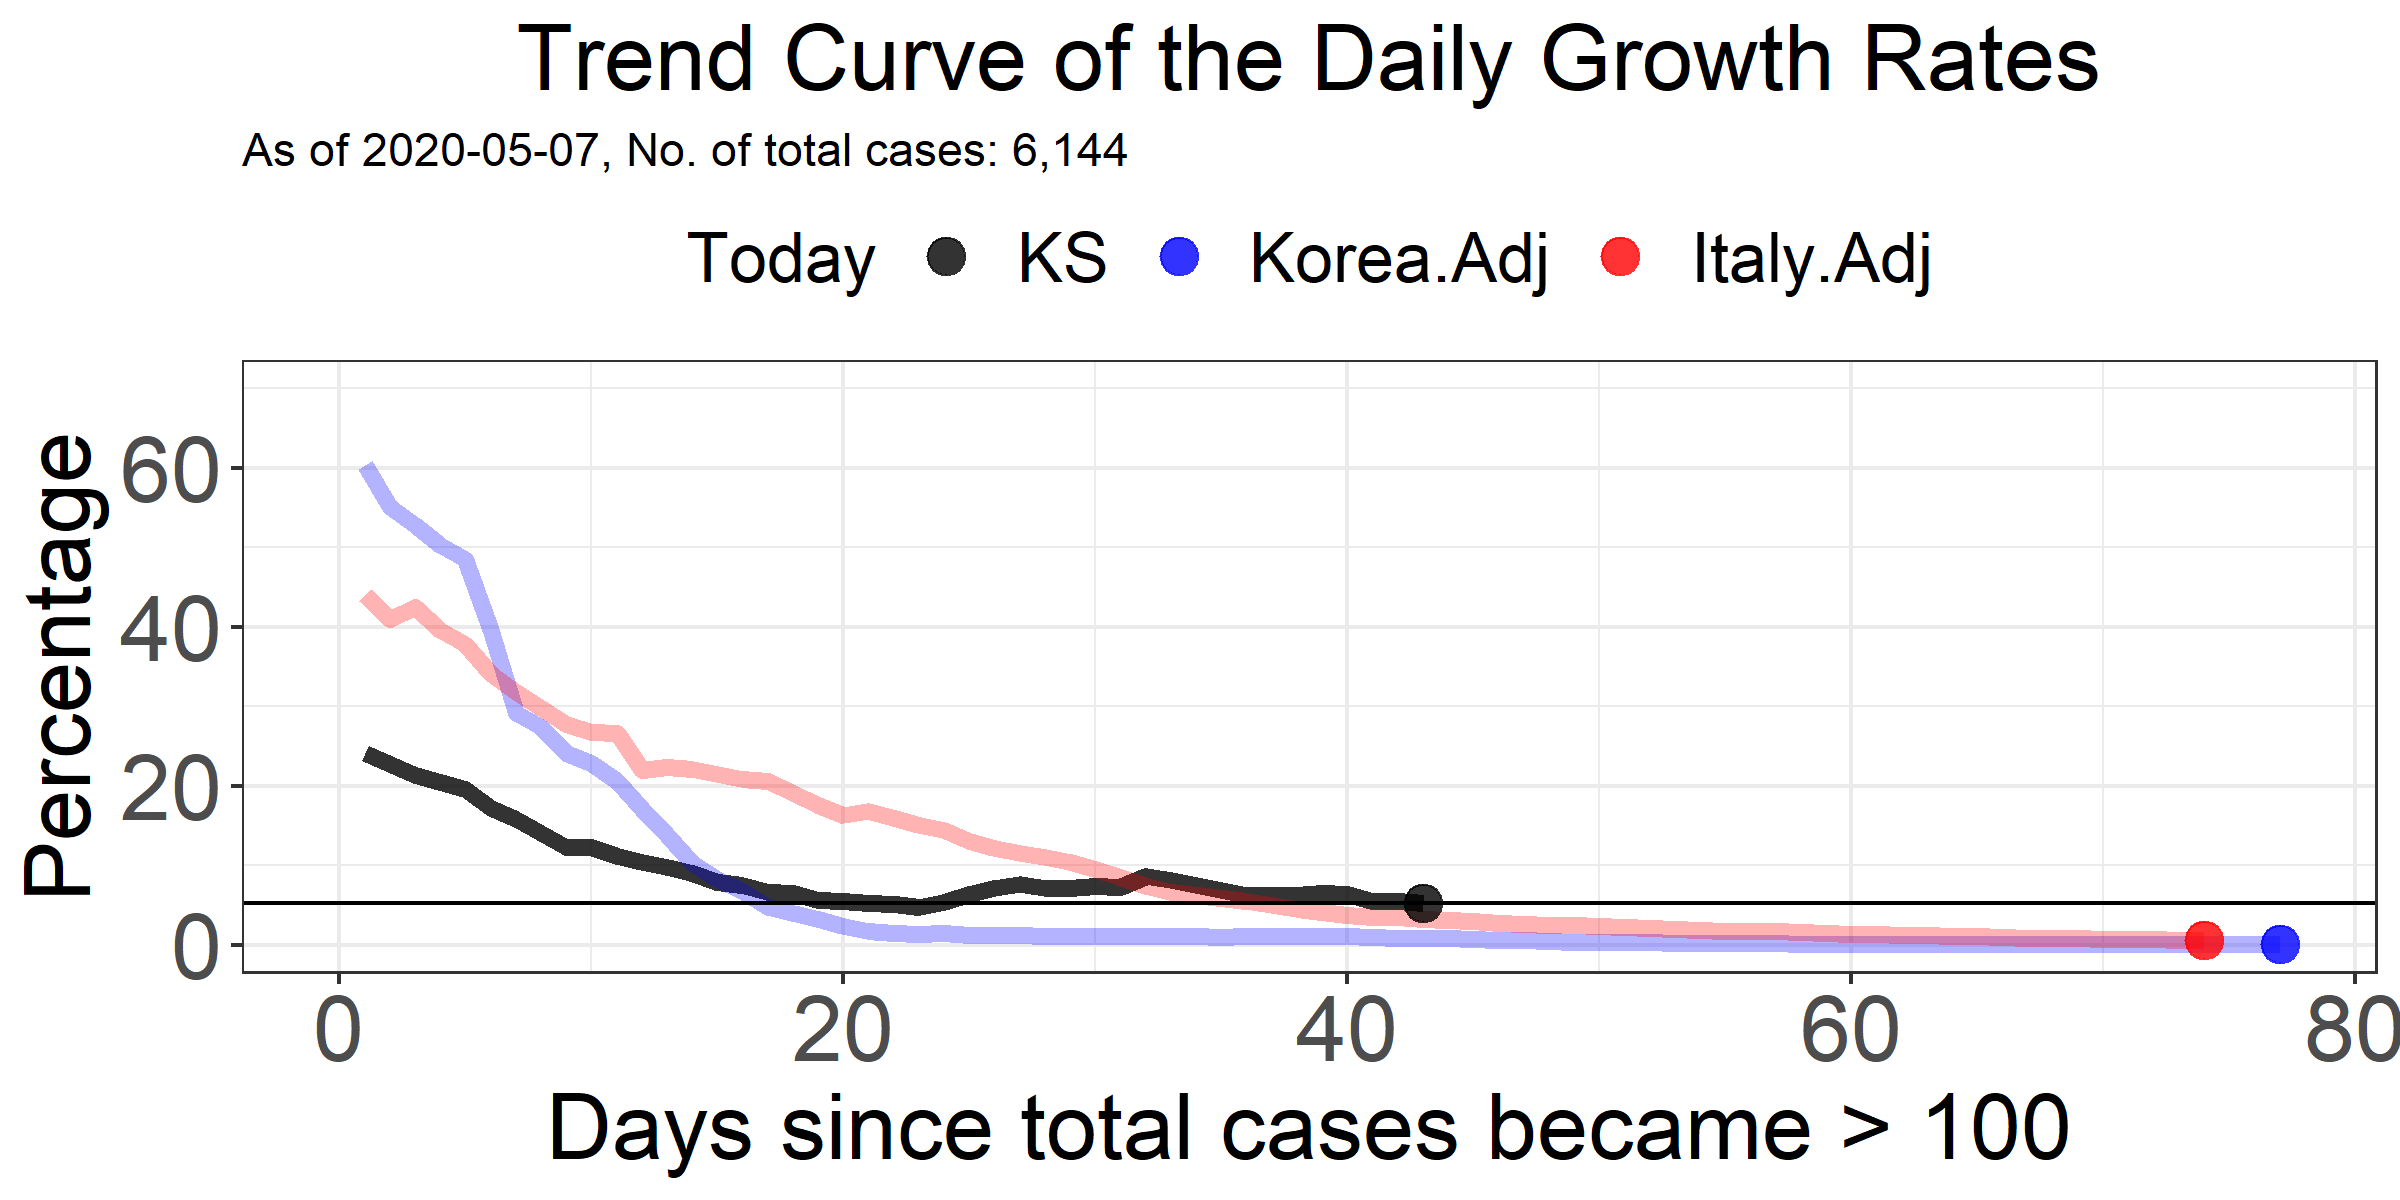 Trend Curve of the Daily Growth Rates
As of 2020-05-07, No. of total cases: 6,144
Today KS Korea.Adj Italy.Adj
Percentage
60
40
20
0
0 20 40 60 80
Days since total cases became > 100